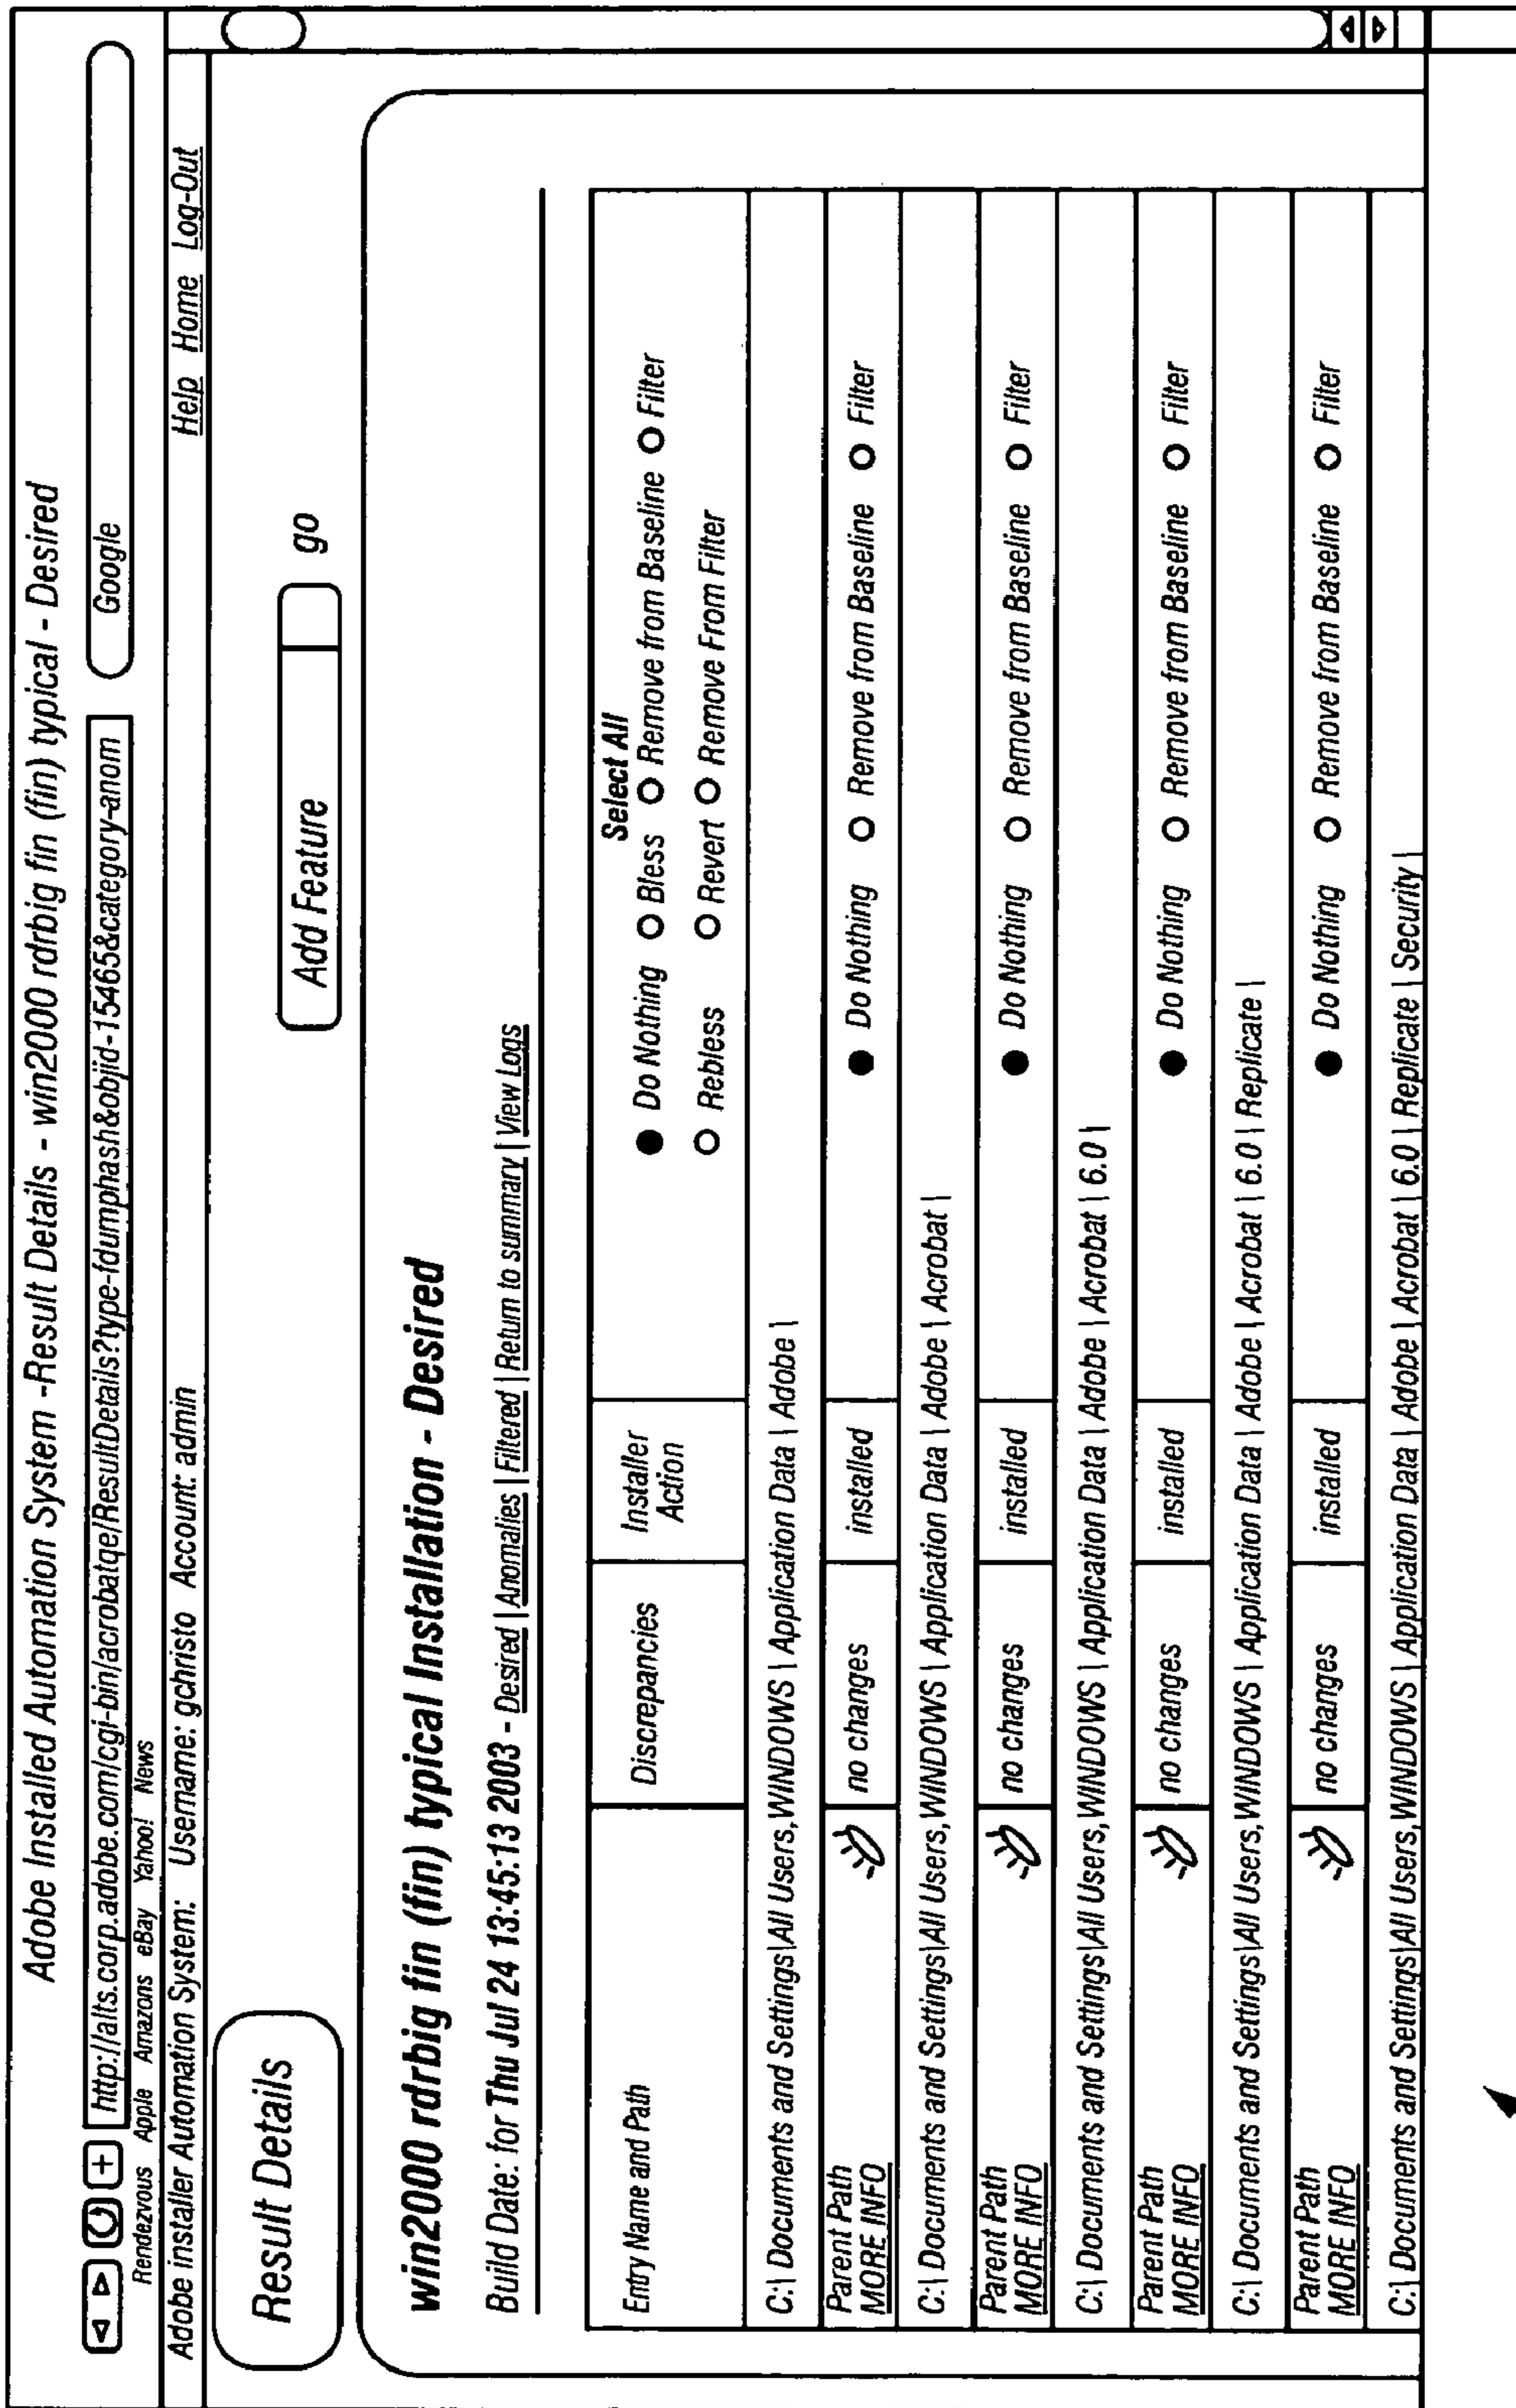 Adobe Installed Automation System -Result Details - win2000 rdrbig fin (fin) typical - Desired
http://alts.corp.adobe.com/cgi-bin/acrobatqe/ResultDetails?type-fdumphash&objid-15465&category-anom Google
Rendezvous Apple Amazons eBay Yahoo! News
Adobe installer Automation System: Username: gchristo Account: admin Help Home Log-Out
Result Details
Add Feature go
win2000 rdrbig fin (fin) typical Installation - Desired
Build Date: for Thu Jul 24 13:45:13 2003 - Desired | Anomalies | Filtered | Return to summary | View Logs
Entry Name and Path Discrepancies Installer Action Select All
Do Nothing Bless Remove from Baseline Filter
Rebless Revert Remove From Filter
C:\ Documents and Settings\All Users,WINDOWS \ Application Data \ Adobe \
Parent Path no changes installed Do Nothing Remove from Baseline Filter
MORE INFO
C:\ Documents and Settings\All Users,WINDOWS \ Application Data \ Adobe \ Acrobat \
Parent Path no changes installed Do Nothing Remove from Baseline Filter
MORE INFO
C:\ Documents and Settings\All Users,WINDOWS \ Application Data \ Adobe \ Acrobat \ 6.0 \
Parent Path no changes installed Do Nothing Remove from Baseline Filter
MORE INFO
C:\ Documents and Settings\All Users,WINDOWS \ Application Data \ Adobe \ Acrobat \ 6.0 \ Replicate \
Parent Path no changes installed Do Nothing Remove from Baseline Filter
MORE INFO
C:\ Documents and Settings\All Users,WINDOWS \ Application Data \ Adobe \ Acrobat \ 6.0 \ Replicate \ Security \